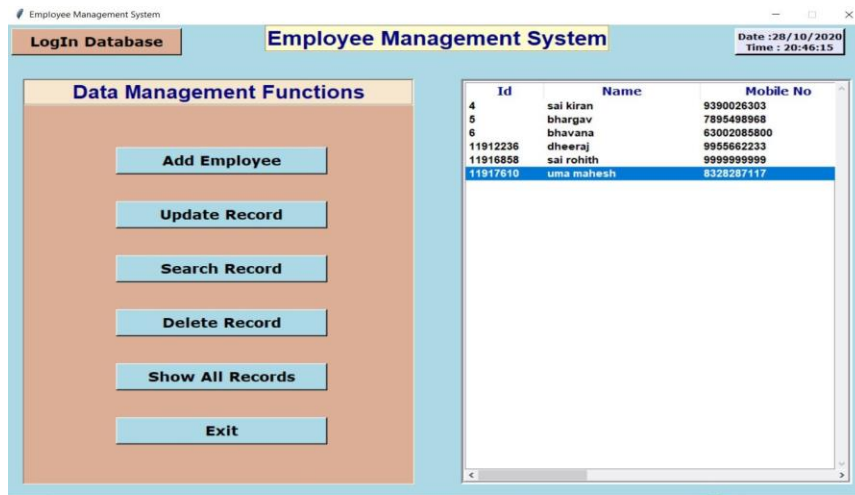 Employee Management System
LogIn Database
Employee Management System
Date :28/10/2020
Time : 20:46:15
Data Management Functions
Add Employee
Update Record
Search Record
Delete Record
Show All Records
Exit
Id Name Mobile No
4 sai kiran 9390026303
5 bhargav 7895498968
6 bhavana 63002085800
11912236 dheeraj 9955662233
11916858 sai rohith 9999999999
11917610 uma mahesh 8328287117